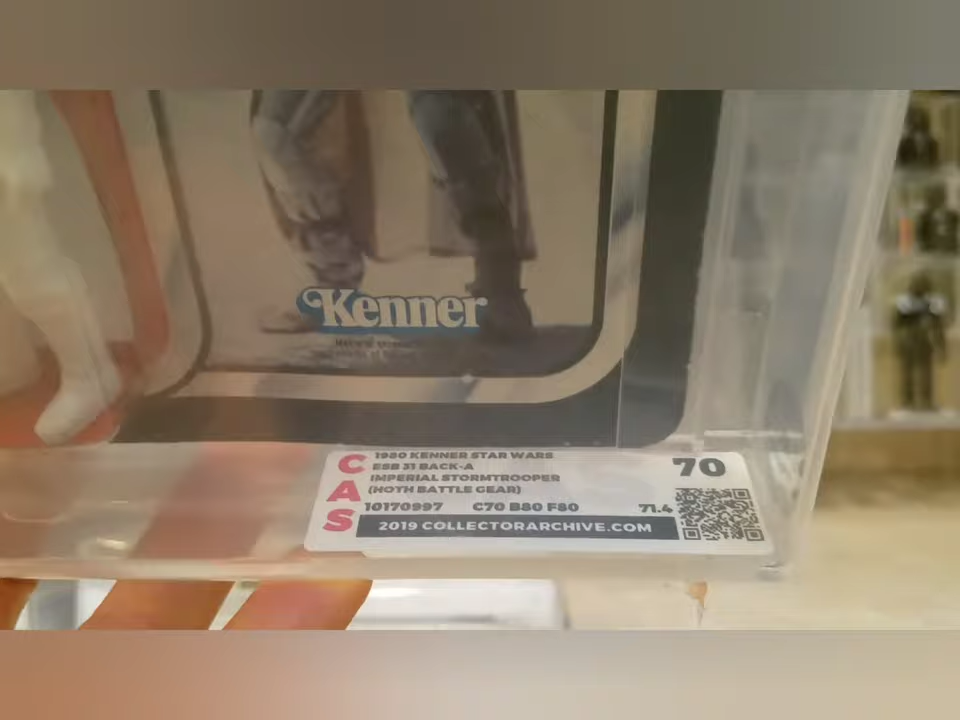 Kenner
CAS
1980 KENNER STAR WARS
ESB 31 BACK-A
IMPERIAL STORMTROOPER
(HOTH BATTLE GEAR)
70
10170997 C70 B80 F80 71.4
2019 COLLECTORARCHIVE.COM